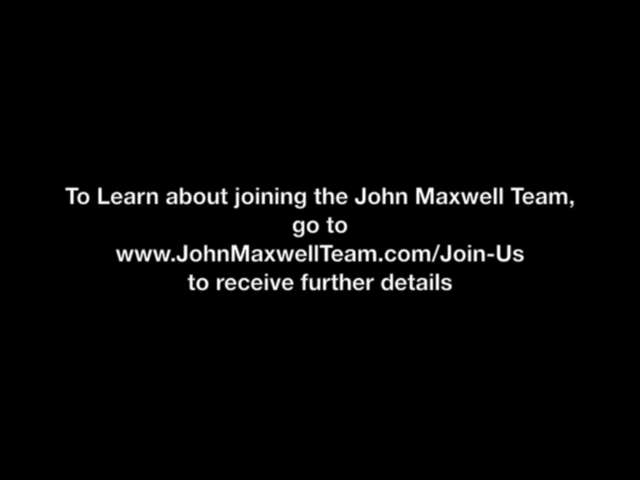 To Learn about joining the John Maxwell Team,
go to
www.JohnMaxwellTeam.com/Join-Us
to receive further details